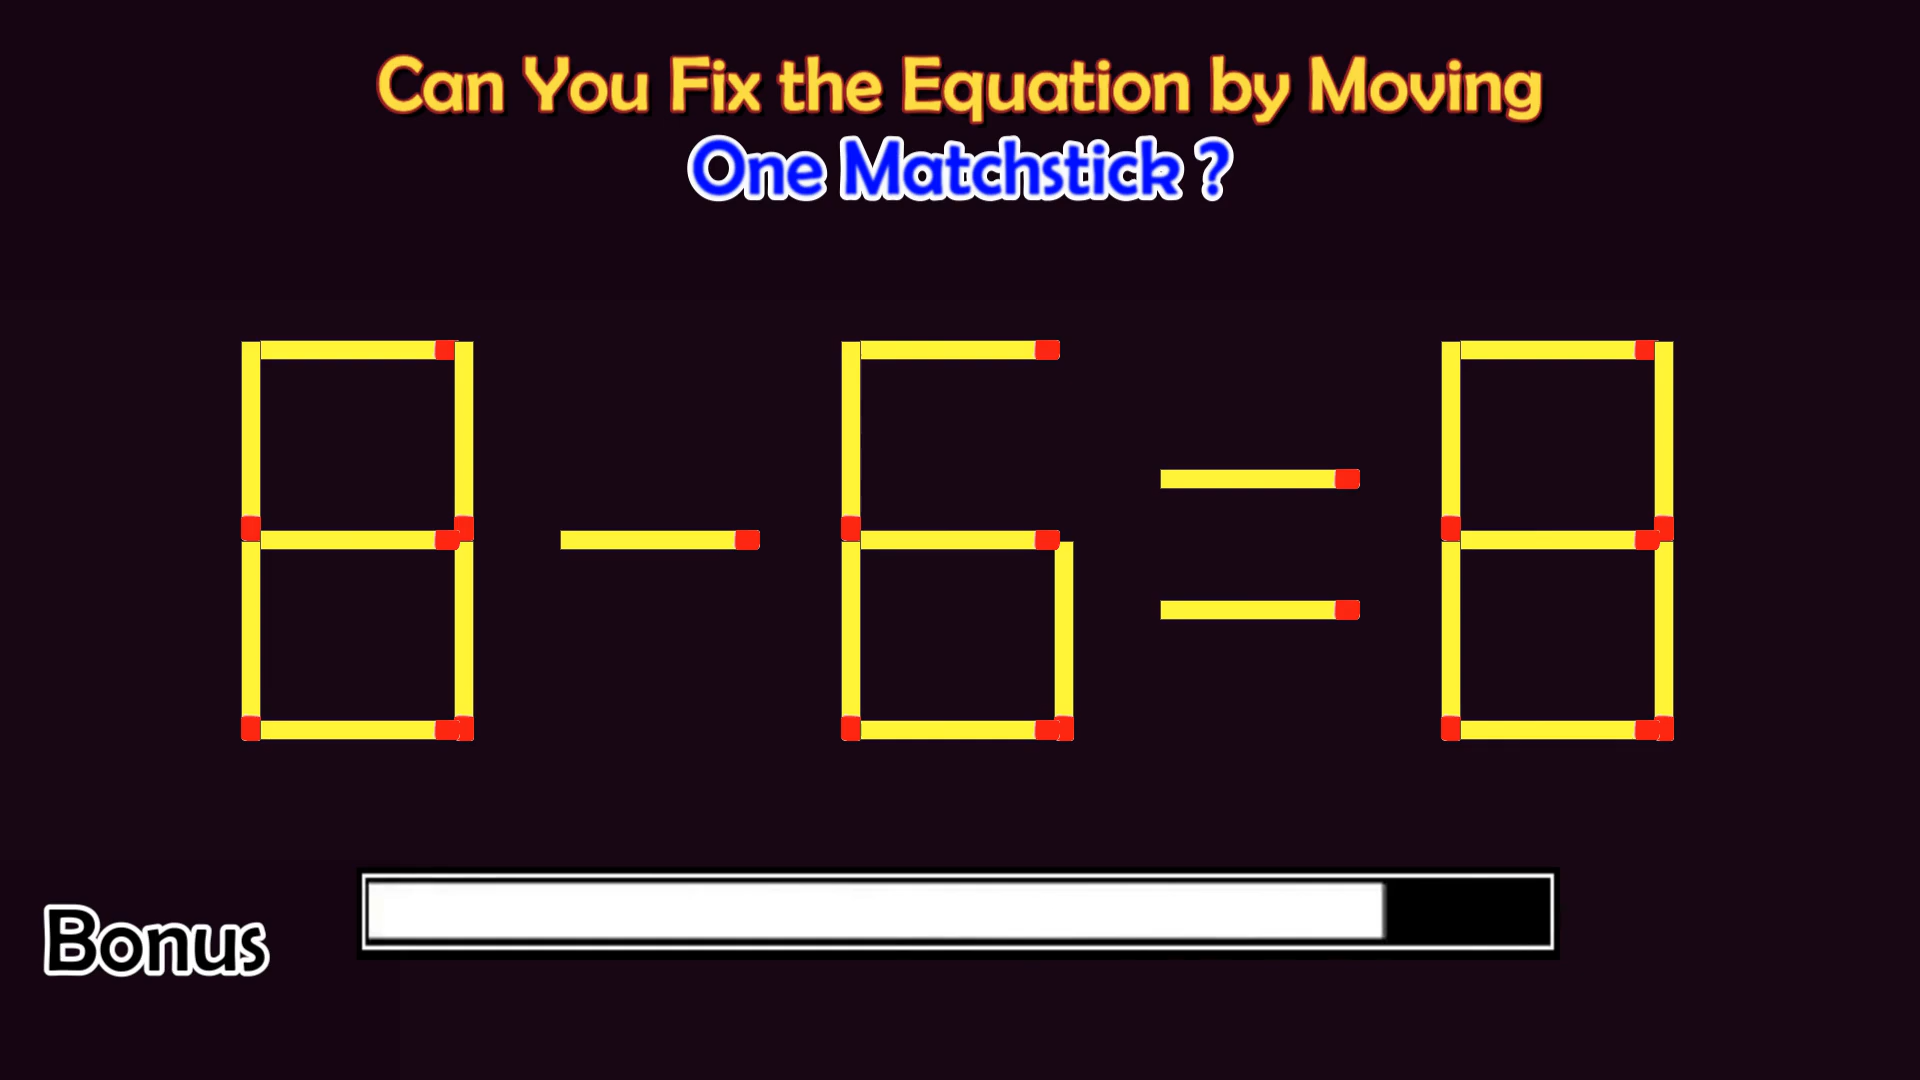 Can You Fix the Equation by Moving
One Matchstick ?
8 - 6 = 8
Bonus